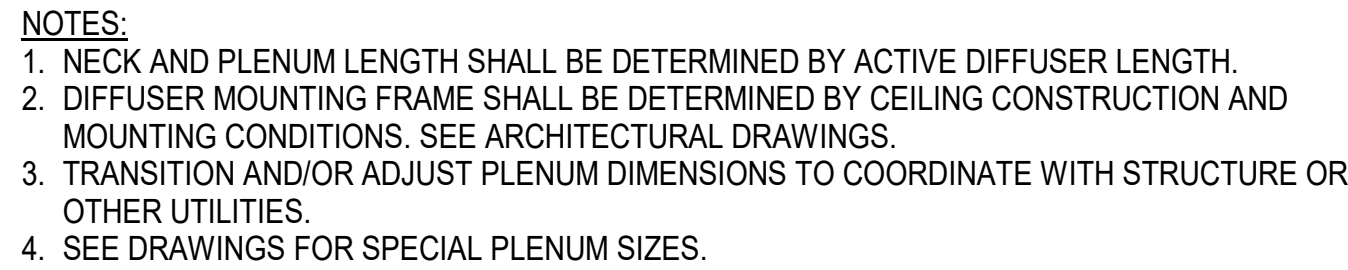 NOTES:
1. NECK AND PLENUM LENGTH SHALL BE DETERMINED BY ACTIVE DIFFUSER LENGTH.
2. DIFFUSER MOUNTING FRAME SHALL BE DETERMINED BY CEILING CONSTRUCTION AND
MOUNTING CONDITIONS. SEE ARCHITECTURAL DRAWINGS.
3. TRANSITION AND/OR ADJUST PLENUM DIMENSIONS TO COORDINATE WITH STRUCTURE OR
OTHER UTILITIES.
4. SEE DRAWINGS FOR SPECIAL PLENUM SIZES.